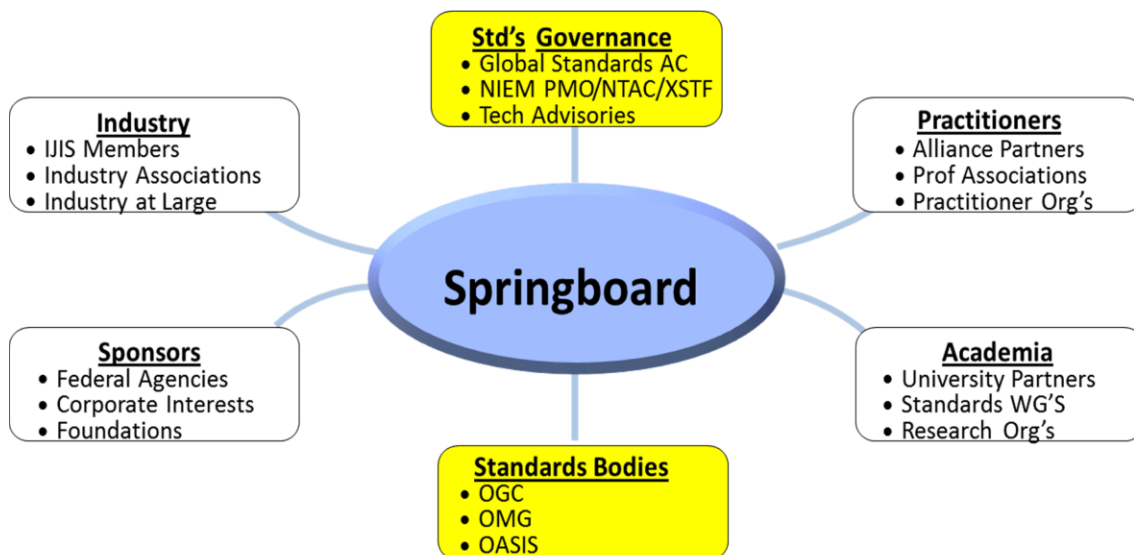 Std's Governance
• Global Standards AC
• NIEM PMO/NTAC/XSTF
• Tech Advisories
Industry
• IJIS Members
• Industry Associations
• Industry at Large
Practitioners
• Alliance Partners
• Prof Associations
• Practitioner Org's
Springboard
Sponsors
• Federal Agencies
• Corporate Interests
• Foundations
Academia
• University Partners
• Standards WG'S
• Research Org's
Standards Bodies
• OGC
• OMG
• OASIS